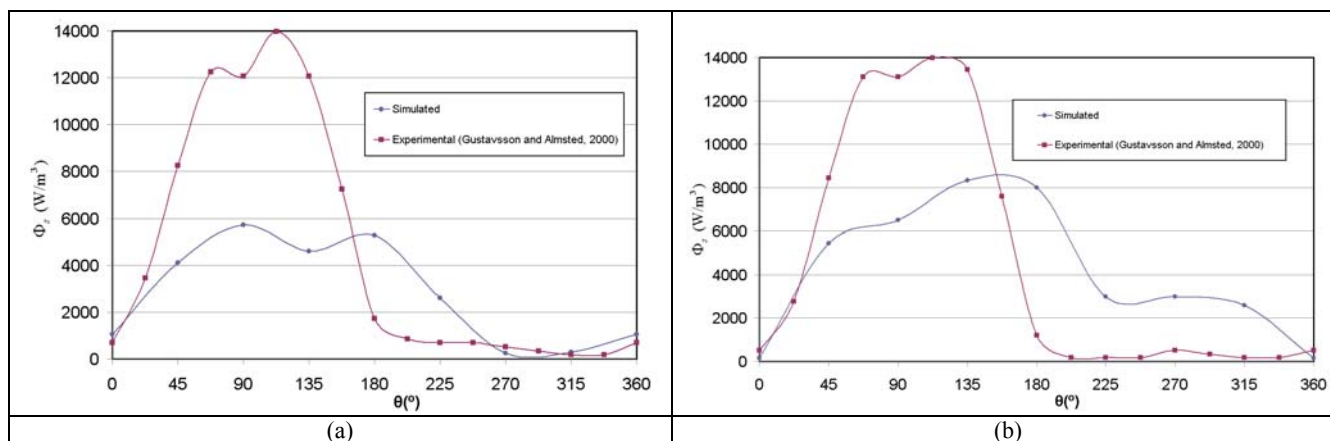 14000
12000
10000
8000
6000
4000
2000
0
Φz (W/m³)
Simulated
Experimental (Gustavsson and Almsted, 2000)
0 45 90 135 180 225 270 315 360
θ(º)
(a)
14000
12000
10000
8000
6000
4000
2000
0
Φz (W/m³)
Simulated
Experimental (Gustavsson and Almsted, 2000)
0 45 90 135 180 225 270 315 360
θ(º)
(b)